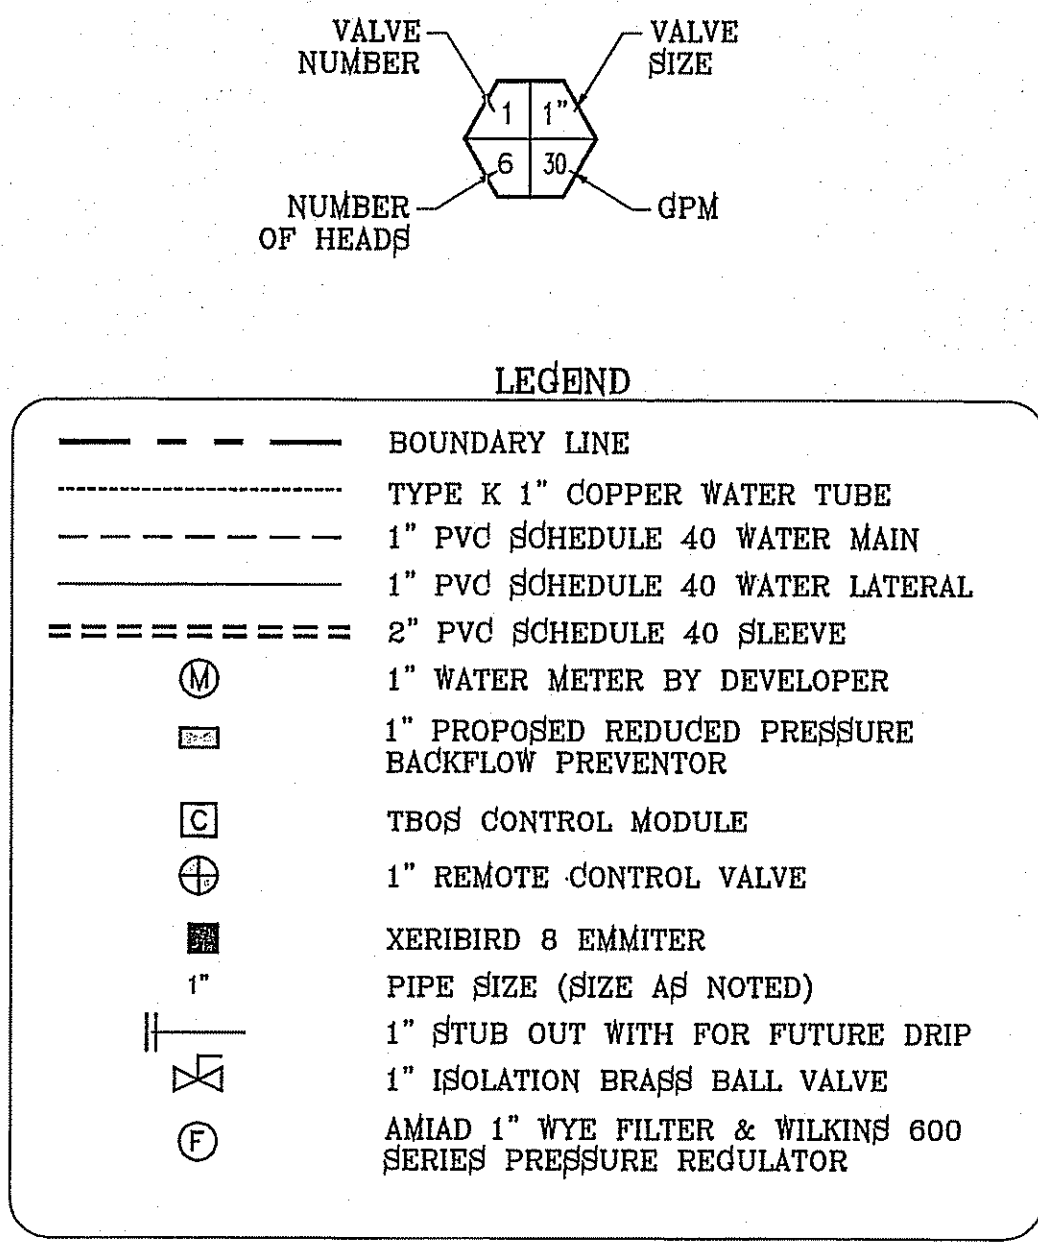 VALVE
NUMBER
VALVE
SIZE
1
1"
6
30
NUMBER
OF HEADS
GPM
LEGEND
BOUNDARY LINE
TYPE K 1" COPPER WATER TUBE
1" PVC SCHEDULE 40 WATER MAIN
1" PVC SCHEDULE 40 WATER LATERAL
2" PVC SCHEDULE 40 SLEEVE
M
1" WATER METER BY DEVELOPER
1" PROPOSED REDUCED PRESSURE
BACKFLOW PREVENTOR
C
TBOS CONTROL MODULE
1" REMOTE CONTROL VALVE
XERIBIRD 8 EMMITER
1"
PIPE SIZE (SIZE AS NOTED)
1" STUB OUT WITH FOR FUTURE DRIP
1" ISOLATION BRASS BALL VALVE
F
AMIAD 1" WYE FILTER & WILKINS 600
SERIES PRESSURE REGULATOR